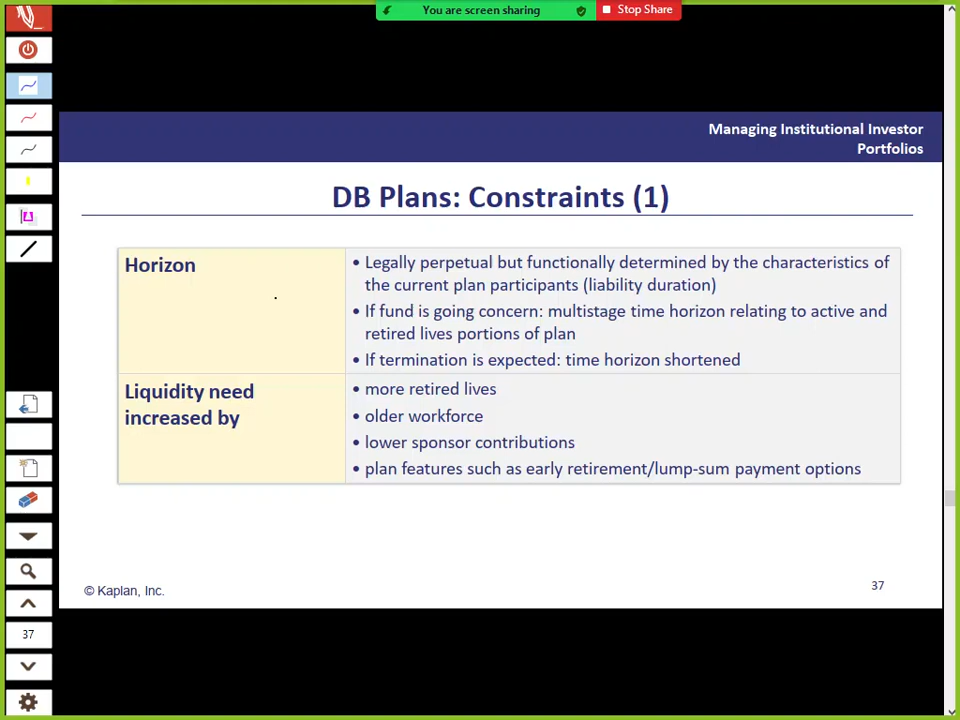 You are screen sharing
Stop Share
Managing Institutional Investor
Portfolios
DB Plans: Constraints (1)
Horizon
• Legally perpetual but functionally determined by the characteristics of
the current plan participants (liability duration)
• If fund is going concern: multistage time horizon relating to active and
retired lives portions of plan
• If termination is expected: time horizon shortened
Liquidity need
increased by
• more retired lives
• older workforce
• lower sponsor contributions
• plan features such as early retirement/lump-sum payment options
© Kaplan, Inc.
37
37